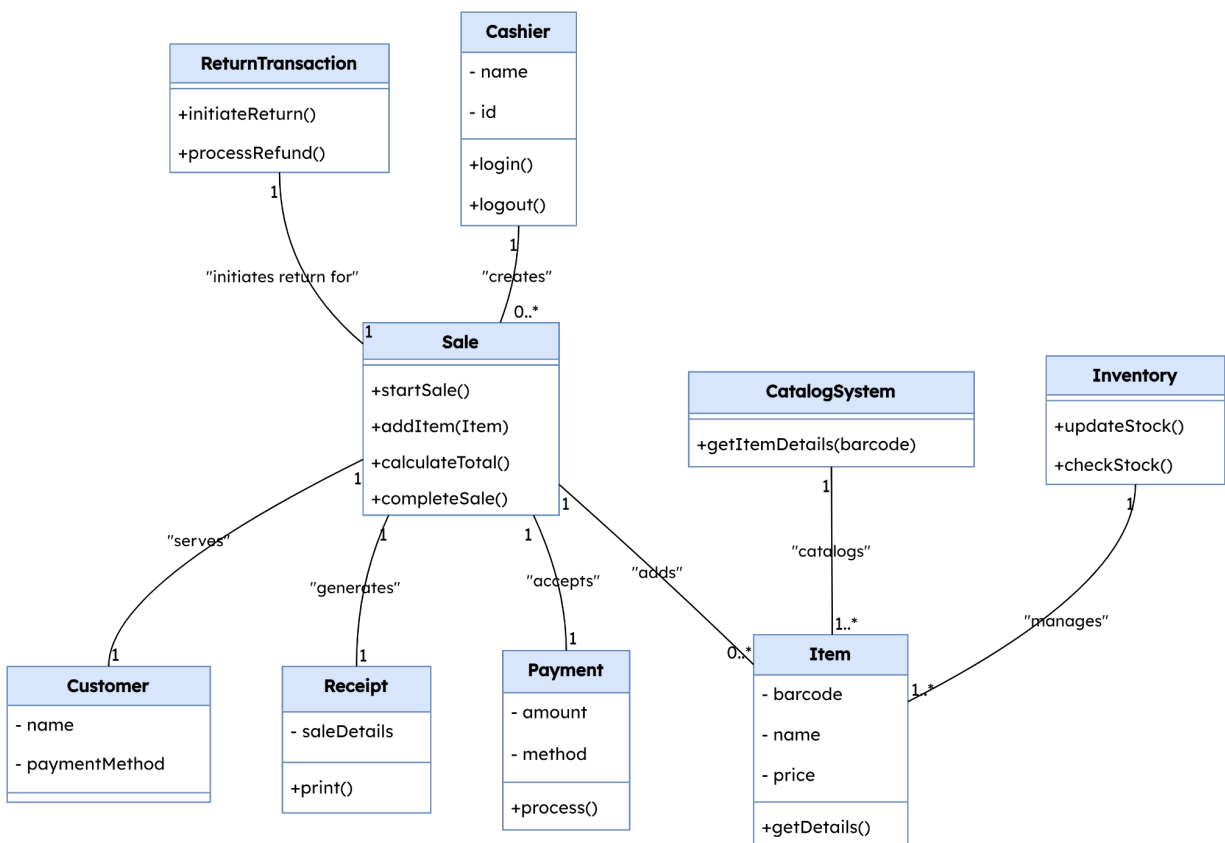 Cashier
- name
- id
+login()
+logout()
ReturnTransaction
+initiateReturn()
+processRefund()
1
1
"initiates return for"
"creates"
0..*
1
Sale
+startSale()
+addItem(Item)
+calculateTotal()
+completeSale()
CatalogSystem
+getItemDetails(barcode)
Inventory
+updateStock()
+checkStock()
1
1
1
1
1
1
"serves"
"generates"
"accepts"
"adds"
"catalogs"
"manages"
1
1
1
0..*
1..*
1..*
Customer
- name
- paymentMethod
Receipt
- saleDetails
+print()
Payment
- amount
- method
+process()
Item
- barcode
- name
- price
+getDetails()